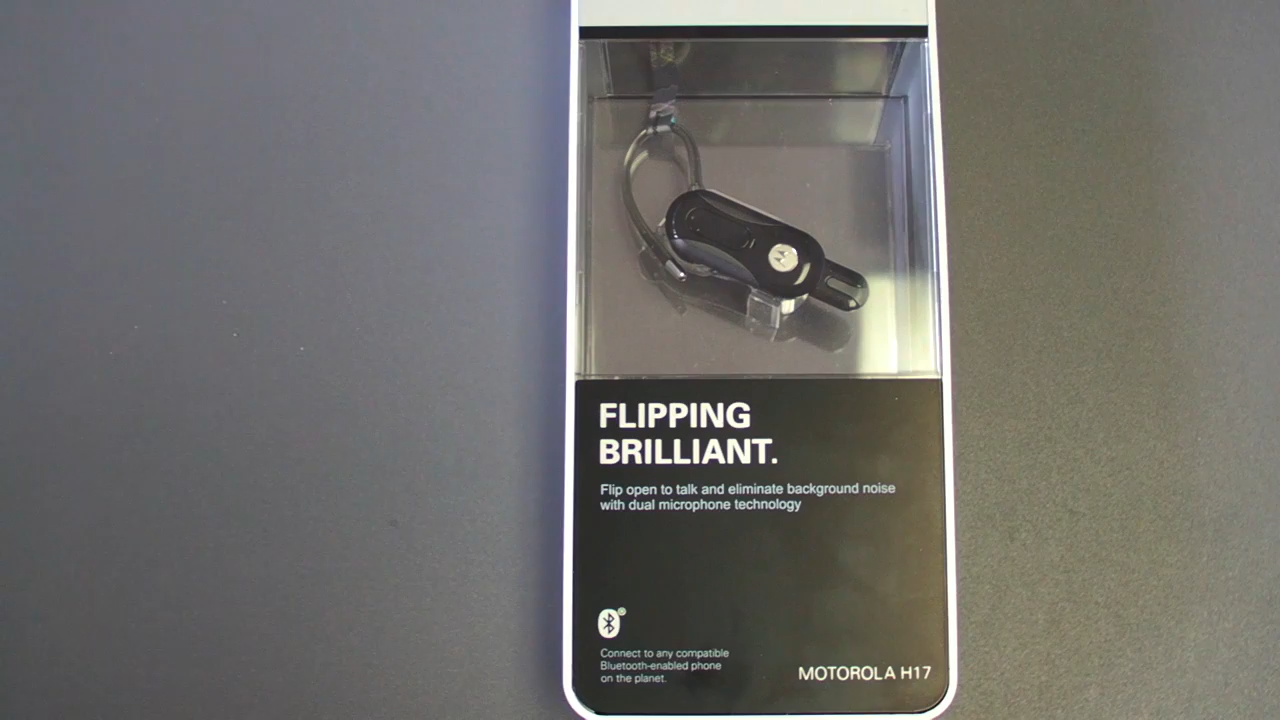 FLIPPING
BRILLIANT.
Flip open to talk and eliminate background noise
with dual microphone technology
Connect to any compatible
Bluetooth-enabled phone
on the planet.
MOTOROLA H17